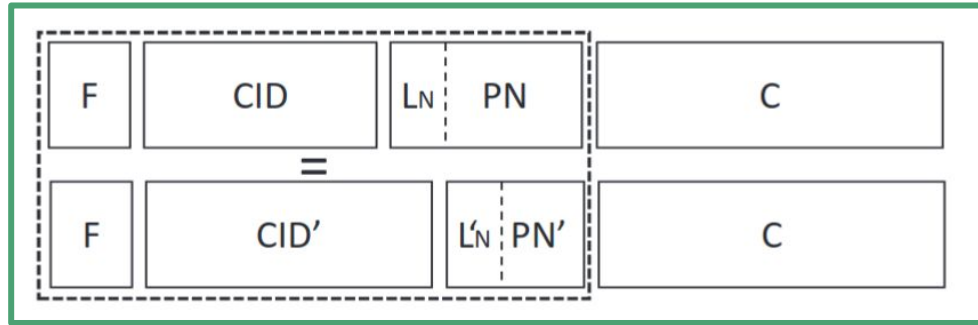 F CID LN PN C
=
F CID’ L‘N PN’ C